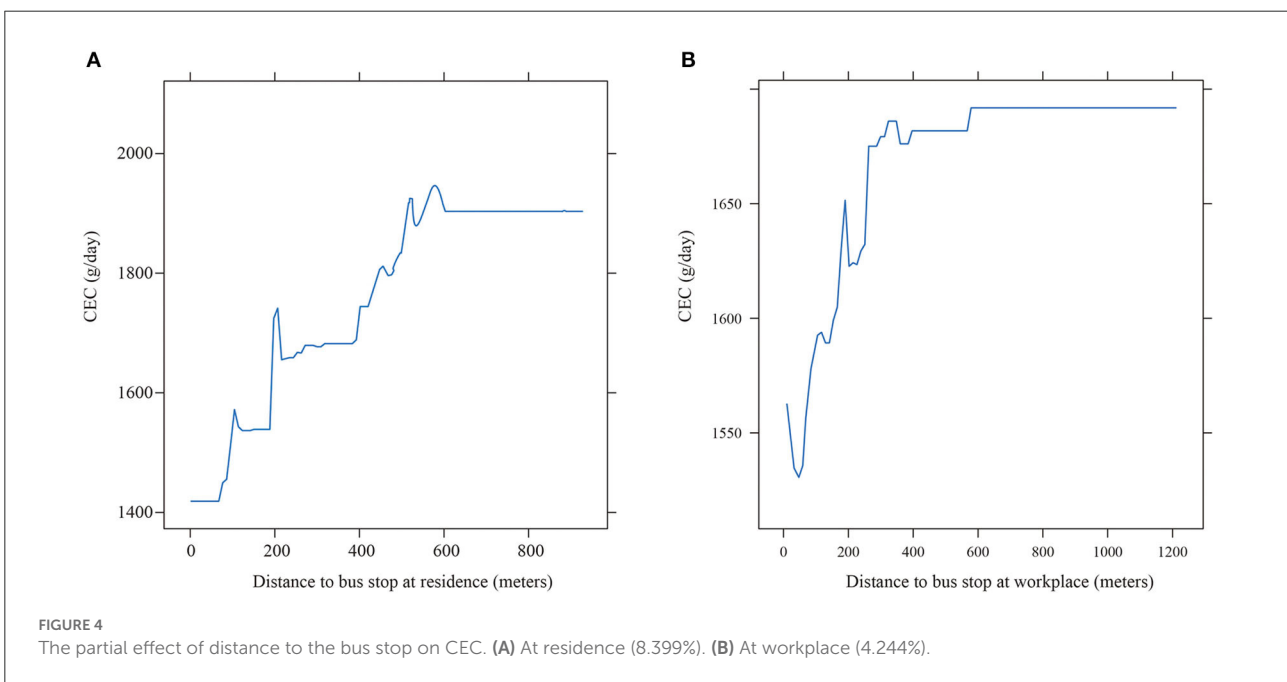 A
2000
1800
1600
1400
CEC (g/day)
0 200 400 600 800
Distance to bus stop at residence (meters)
B
1650
1600
1550
CEC (g/day)
0 200 400 600 800 1000 1200
Distance to bus stop at workplace (meters)
FIGURE 4
The partial effect of distance to the bus stop on CEC. (A) At residence (8.399%). (B) At workplace (4.244%).